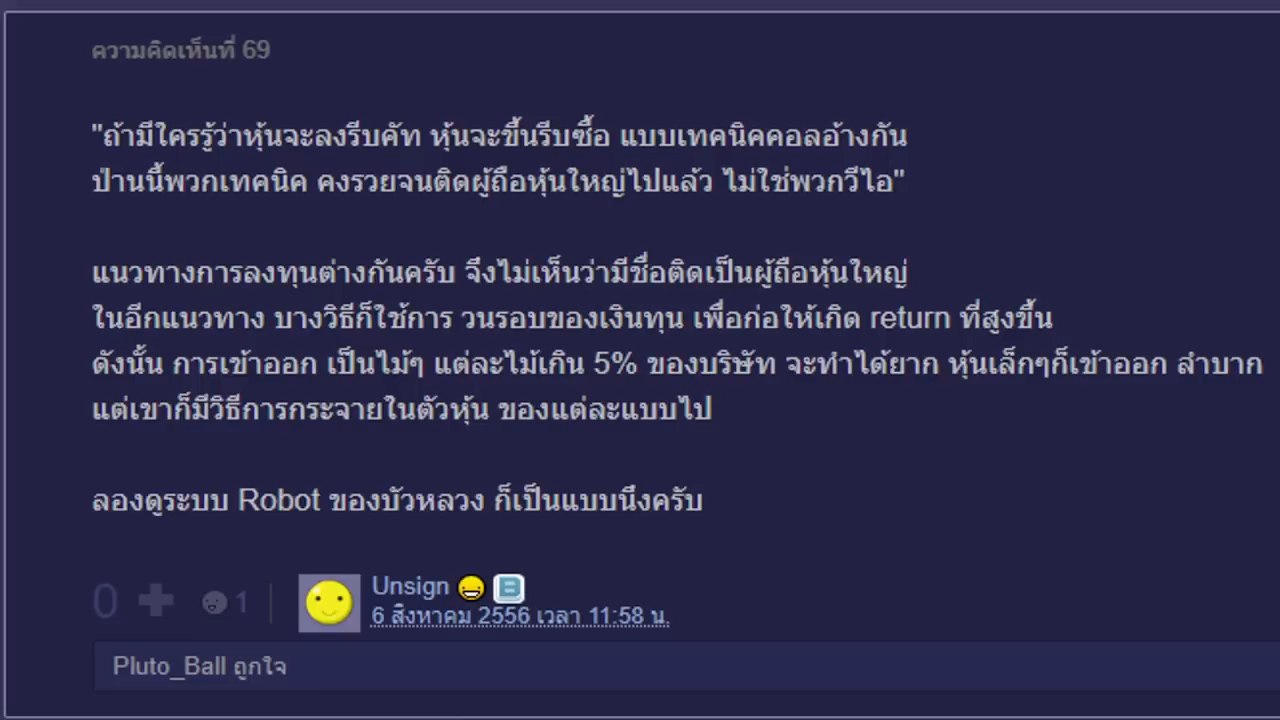 ความคิดเห็นที่ 69
"ถ้ามีใครรู้ว่าหุ้นจะลงรีบคัท หุ้นจะขึ้นรีบซื้อ แบบเทคนิคคอลอ้างกัน
ป่านนี้พวกเทคนิค คงรวยจนติดผู้ถือหุ้นใหญ่ไปแล้ว ไม่ใช่พวกวีไอ"
แนวทางการลงทุนต่างกันครับ จึงไม่เห็นว่ามีชื่อติดเป็นผู้ถือหุ้นใหญ่
ในอีกแนวทาง บางวิธีก็ใช้การ วนรอบของเงินทุน เพื่อก่อให้เกิด return ที่สูงขึ้น
ดังนั้น การเข้าออก เป็นไม้ๆ แต่ละไม้เกิน 5% ของบริษัท จะทำได้ยาก หุ้นเล็กๆก็เข้าออก ลำบาก
แต่เขาก็มีวิธีการกระจายในตัวหุ้น ของแต่ละแบบไป
ลองดูระบบ Robot ของบัวหลวง ก็เป็นแบบนึงครับ
0 1 Unsign
6 สิงหาคม 2556 เวลา 11:58 น.
Pluto_Ball ถูกใจ